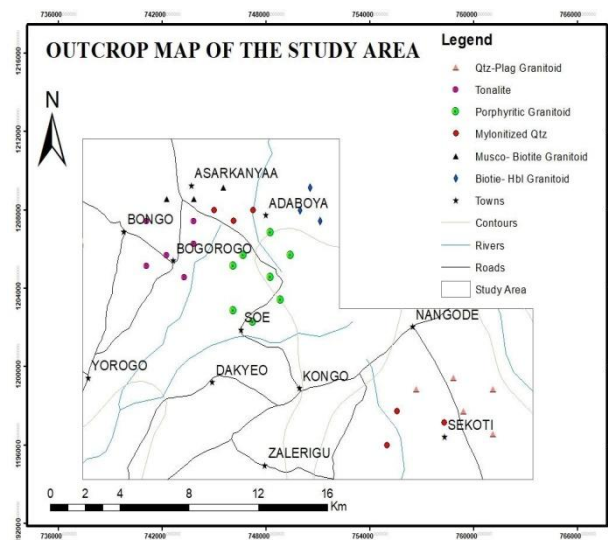 736000 742000 748000 754000 760000 766000
OUTCROP MAP OF THE STUDY AREA
Legend
Qtz-Plag Granitoid
Tonalite
Porphyritic Granitoid
Mylonitized Qtz
Musco- Biotite Granitoid
Biotie- Hbl Granitoid
Towns
Contours
Rivers
Roads
Study Area
N
ASARKANYAA
ADABOYA
BONGO
BOGOROGO
SOE
NANGODE
YOROGO
DAKYEO
KONGO
SEKOTI
ZALERIGU
0 2 4 8 12 16
Km
1216000
1212000
1208000
1204000
1200000
1196000
1192000
736000 742000 748000 754000 760000 766000